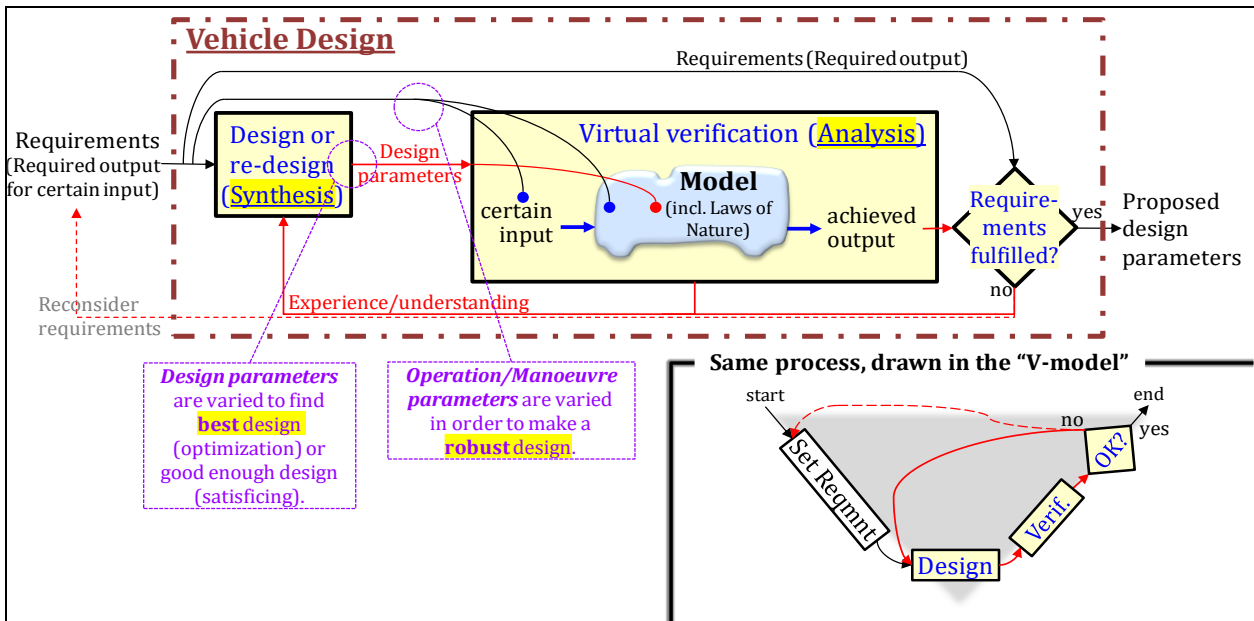 Vehicle Design
Requirements (Required output)
Requirements
(Required output
for certain input)
Design or
re-design
(Synthesis)
Design
parameters
Virtual verification (Analysis)
Model
(incl. Laws of
Nature)
certain
input
achieved
output
Require-
ments
fulfilled?
yes
no
Proposed
design
parameters
Experience/understanding
Reconsider
requirements
Design parameters
are varied to find
best design
(optimization) or
good enough design
(satisficing).
Operation/Manoeuvre
parameters are varied
in order to make a
robust design.
Same process, drawn in the “V-model”
start
end
no
yes
OK?
Set Reqmnt
Verif.
Design